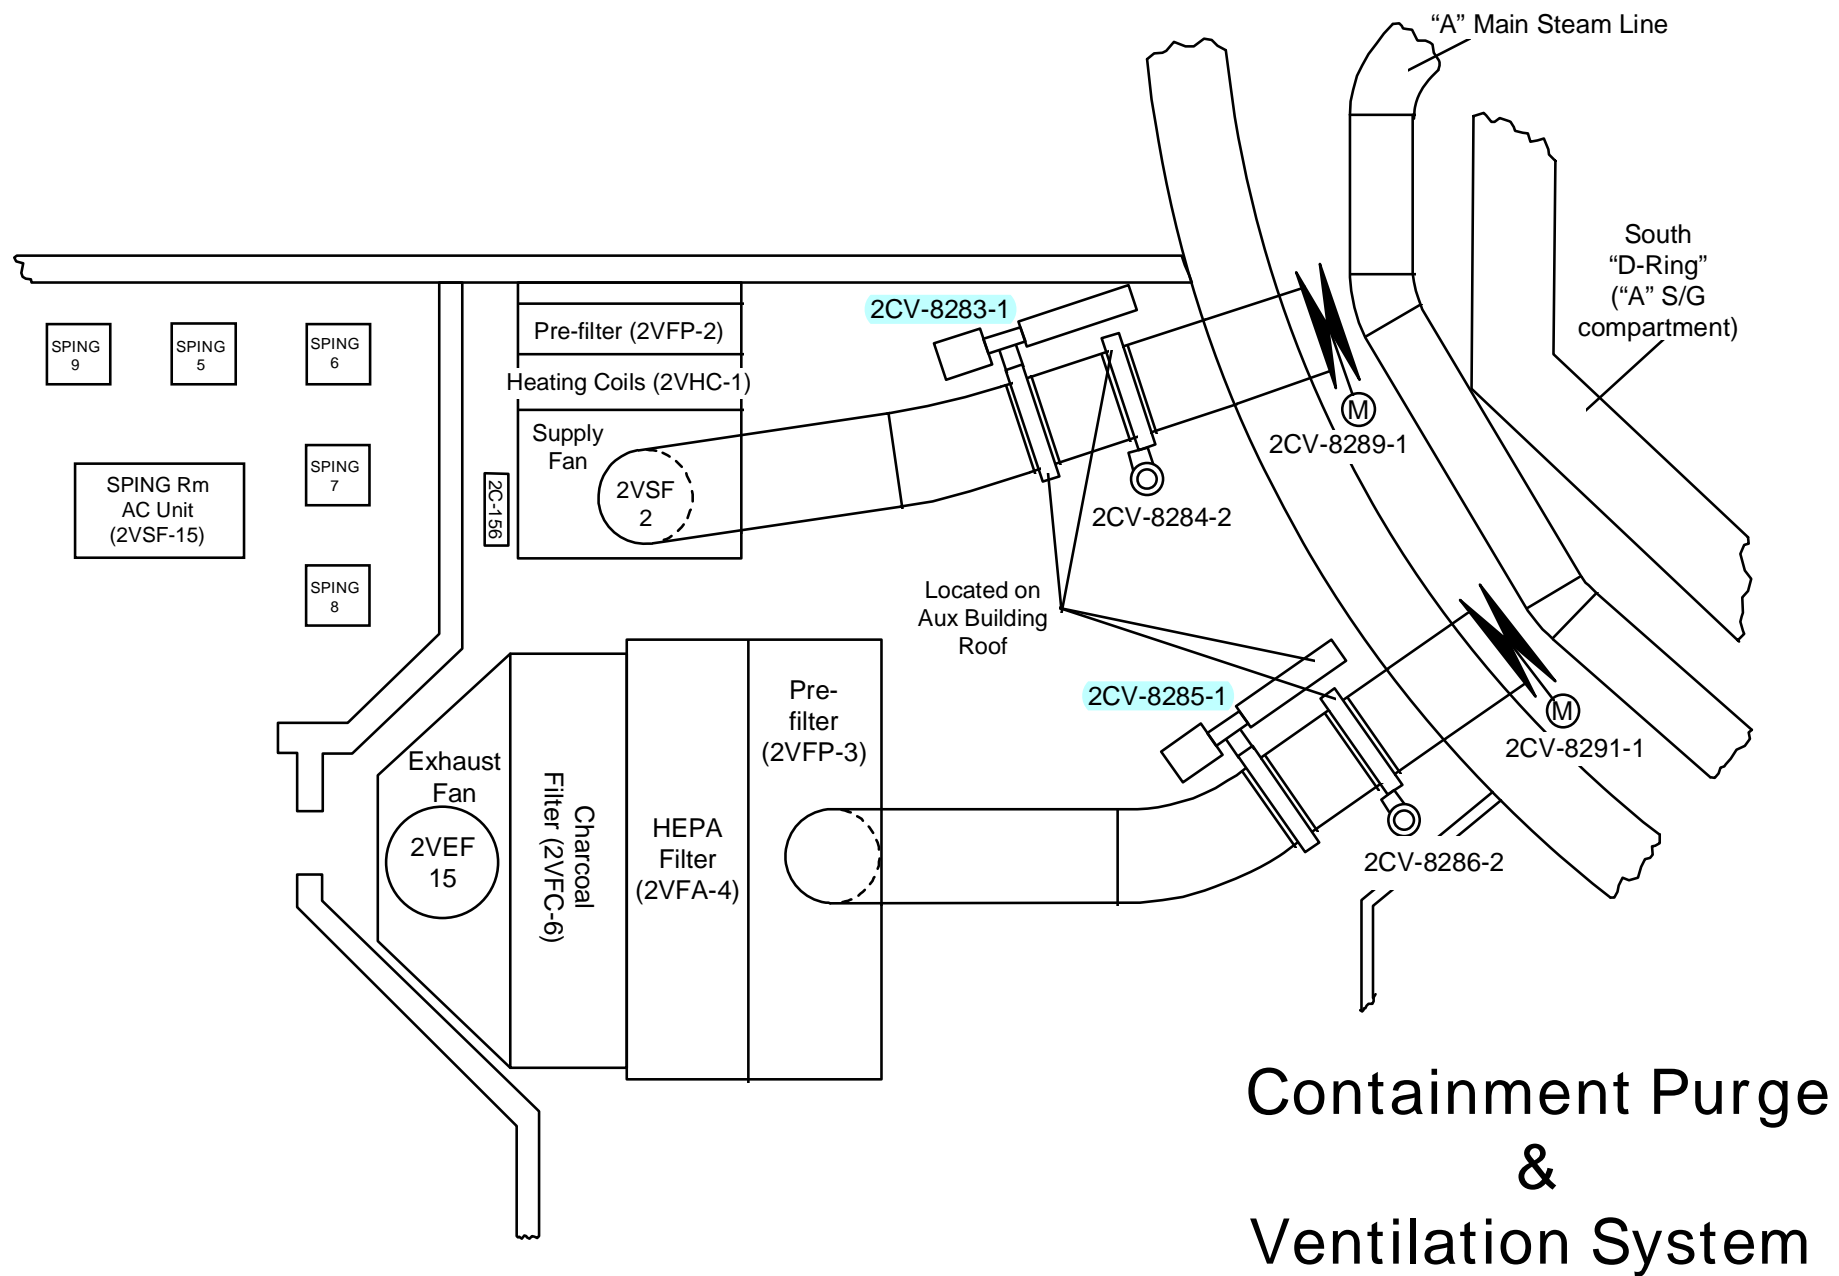 “A” Main Steam Line
South
“D-Ring”
(“A” S/G
compartment)
2CV-8283-1
Pre-filter (2VFP-2)
Heating Coils (2VHC-1)
SPING
9
SPING
5
SPING
6
Supply
Fan
2VSF
2
2C-156
SPING
7
SPING Rm
AC Unit
(2VSF-15)
SPING
8
M
2CV-8289-1
2CV-8284-2
Located on
Aux Building
Roof
2CV-8285-1
M
2CV-8291-1
2CV-8286-2
Pre-
filter
(2VFP-3)
Exhaust
Fan
2VEF
15
Charcoal
Filter (2VFC-6)
HEPA
Filter
(2VFA-4)
Containment Purge
&
Ventilation System